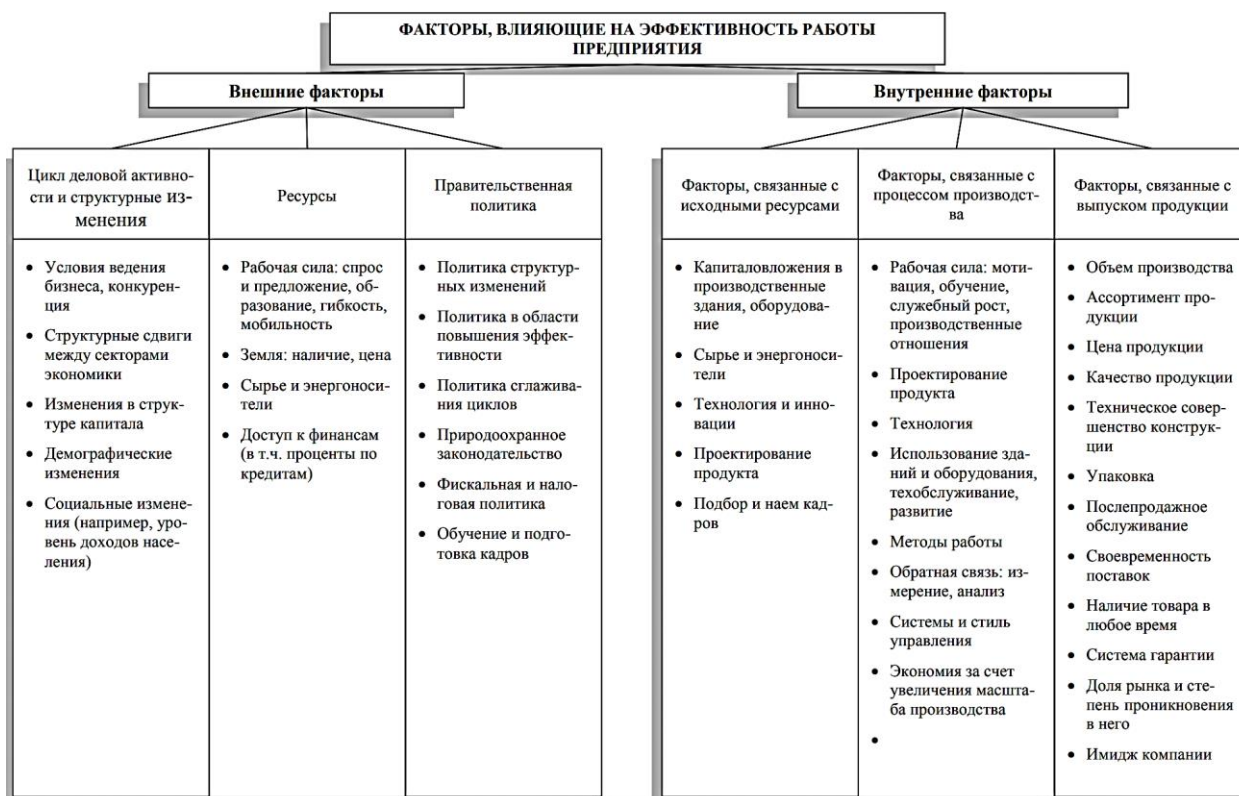 ФАКТОРЫ, ВЛИЯЮЩИЕ НА ЭФФЕКТИВНОСТЬ РАБОТЫ
ПРЕДПРИЯТИЯ
Внешние факторы
Внутренние факторы
Цикл деловой активно-
сти и структурные из-
менения
Ресурсы
Правительственная
политика
Факторы, связанные с
исходными ресурсами
Факторы, связанные с
процессом производст-
ва
Факторы, связанные с
выпуском продукции
• Условия ведения
бизнеса, конкурен-
ция
• Структурные сдвиги
между секторами
экономики
• Изменения в струк-
туре капитала
• Демографические
изменения
• Социальные измене-
ния (например, уро-
вень доходов насе-
ления)
• Рабочая сила: спрос
и предложение, об-
разование, гибкость,
мобильность
• Земля: наличие, цена
• Сырье и энергоноси-
тели
• Доступ к финансам
(в т.ч. проценты по
кредитам)
• Политика структур-
ных изменений
• Политика в области
повышения эффек-
тивности
• Политика сглажива-
ния циклов
• Природоохранное
законодательство
• Фискальная и нало-
говая политика
• Обучение и подго-
товка кадров
• Капиталовложения в
производственные
здания, оборудова-
ние
• Сырье и энергоноси-
тели
• Технология и инно-
вации
• Проектирование
продукта
• Подбор и наем кад-
ров
• Рабочая сила: моти-
вация, обучение,
служебный рост,
производственные
отношения
• Проектирование
продукта
• Технология
• Использование зда-
ний и оборудования,
техобслуживание,
развитие
• Методы работы
• Обратная связь: из-
мерение, анализ
• Системы и стиль
управления
• Экономия за счет
увеличения масшта-
ба производства
•
• Объем производства
• Ассортимент про-
дукции
• Цена продукции
• Качество продукции
• Техническое совер-
шенство конструк-
ции
• Упаковка
• Послепродажное
обслуживание
• Своевременность
поставок
• Наличие товара в
любое время
• Система гарантии
• Доля рынка и сте-
пень проникновения
в него
• Имидж компании